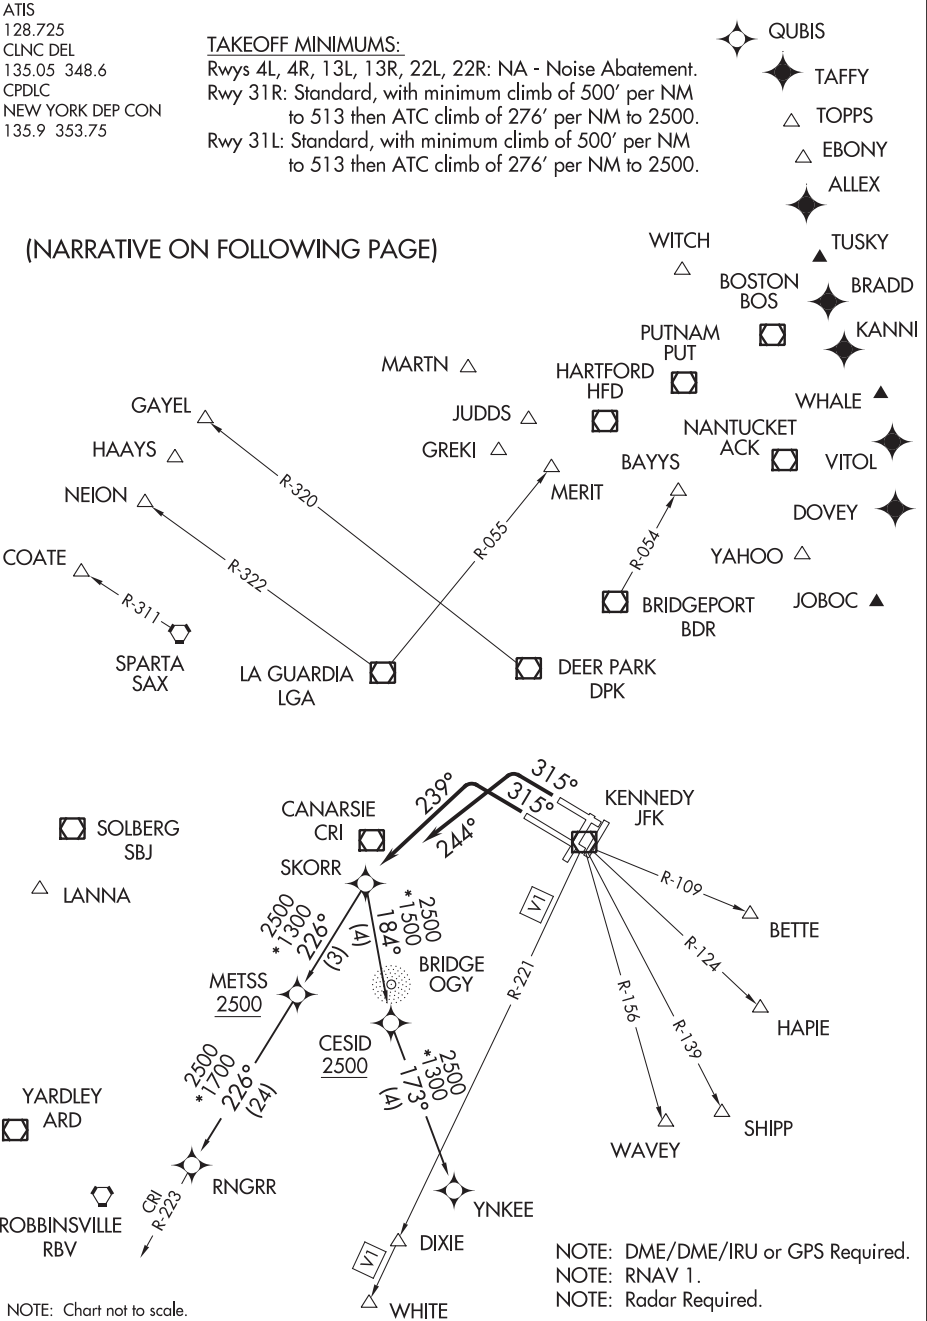 ATIS
128.725
CLNC DEL
135.05 348.6
CPDLC
NEW YORK DEP CON
135.9 353.75
TAKEOFF MINIMUMS:
Rwys 4L, 4R, 13L, 13R, 22L, 22R: NA - Noise Abatement.
Rwy 31R: Standard, with minimum climb of 500′ per NM
to 513 then ATC climb of 276′ per NM to 2500.
Rwy 31L: Standard, with minimum climb of 500′ per NM
to 513 then ATC climb of 276′ per NM to 2500.
QUBIS
TAFFY
TOPPS
EBONY
ALLEX
(NARRATIVE ON FOLLOWING PAGE)
WITCH
TUSKY
BOSTON
BOS
BRADD
PUTNAM
PUT
KANNI
MARTN
HARTFORD
HFD
WHALE
GAYEL
JUDDS
NANTUCKET
ACK
HAAYS
GREKI
BAYYS
VITOL
NEION
R-320
MERIT
DOVEY
R-055
R-054
COATE
R-322
YAHOO
R-311
BRIDGEPORT
BDR
JOBOC
SPARTA
SAX
LA GUARDIA
LGA
DEER PARK
DPK
239°
315°
315°
244°
CANARSIE
CRI
KENNEDY
JFK
SOLBERG
SBJ
SKORR
LANNA
R-109
V1
BETTE
2500
*1300
226°
(3)
2500
*1500
184°
(4)
R-124
BRIDGE
OGY
R-221
METSS
2500
R-156
HAPIE
R-139
CESID
2500
2500
*1700
226°
(24)
2500
*1300
173°
(4)
YARDLEY
ARD
SHIPP
WAVEY
RNGRR
CRI
R-223
YNKEE
ROBBINSVILLE
RBV
DIXIE
V1
WHITE
NOTE: DME/DME/IRU or GPS Required.
NOTE: RNAV 1.
NOTE: Radar Required.
NOTE: Chart not to scale.